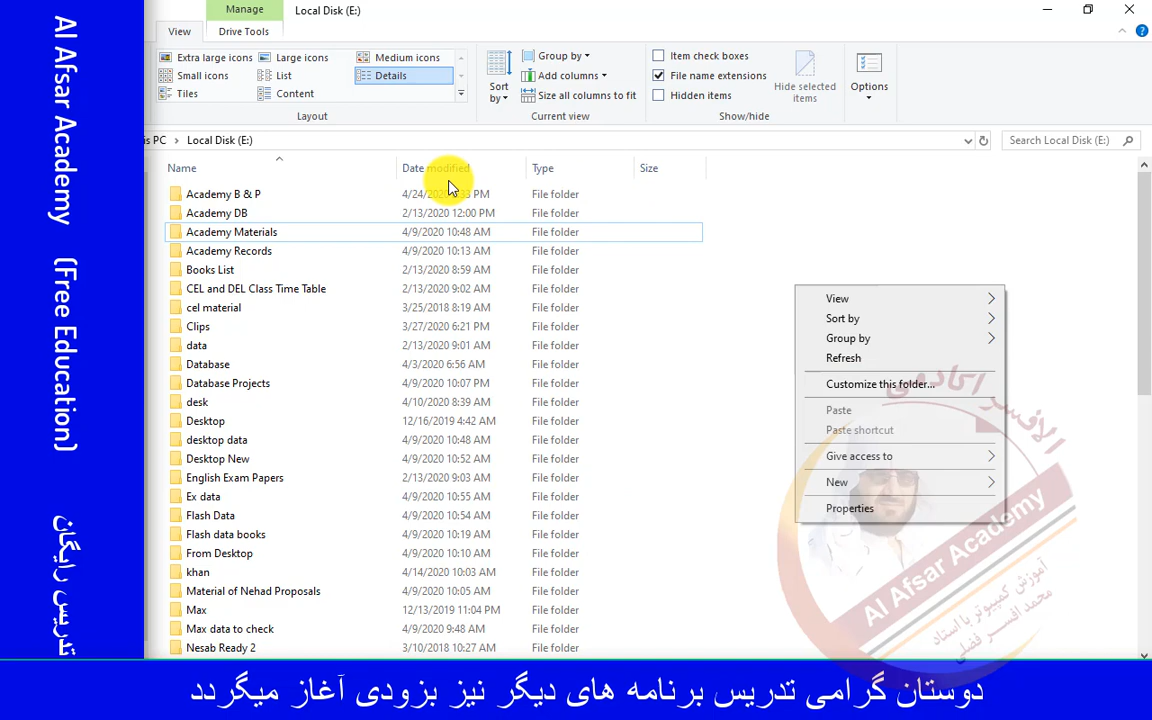 Al Afsar Academy (Free Education) تدریس رایگان
Manage
Local Disk (E:)
View
Drive Tools
Extra large icons
Large icons
Medium icons
Small icons
List
Details
Tiles
Content
Layout
Sort by
Group by
Add columns
Size all columns to fit
Current view
Item check boxes
File name extensions
Hidden items
Hide selected items
Show/hide
Options
is PC > Local Disk (E:)
Search Local Disk (E:)
Name Date modified Type Size
Academy B & P 4/24/2020 PM File folder
Academy DB 2/13/2020 12:00 PM File folder
Academy Materials 4/9/2020 10:48 AM File folder
Academy Records 4/9/2020 10:13 AM File folder
Books List 2/13/2020 8:59 AM File folder
CEL and DEL Class Time Table 2/13/2020 9:02 AM File folder
cel material 3/25/2018 8:19 AM File folder
Clips 3/27/2020 6:21 PM File folder
data 2/13/2020 9:01 AM File folder
Database 4/3/2020 6:56 AM File folder
Database Projects 4/9/2020 10:07 PM File folder
desk 4/10/2020 8:39 AM File folder
Desktop 12/16/2019 4:42 AM File folder
desktop data 4/9/2020 10:48 AM File folder
Desktop New 4/9/2020 10:52 AM File folder
English Exam Papers 2/13/2020 9:03 AM File folder
Ex data 4/9/2020 10:55 AM File folder
Flash Data 4/9/2020 10:54 AM File folder
Flash data books 4/9/2020 10:19 AM File folder
From Desktop 4/9/2020 10:10 AM File folder
khan 4/14/2020 10:03 AM File folder
Material of Nehad Proposals 4/9/2020 10:05 AM File folder
Max 12/13/2019 11:04 PM File folder
Max data to check 4/9/2020 9:48 AM File folder
Nesab Ready 2 3/10/2018 10:27 AM File folder
View
Sort by
Group by
Refresh
Customize this folder...
Paste
Paste shortcut
Give access to
New
Properties
الافسر اکادمی
Al Afsar Academy
آموزش کمپیوتر با استاد
محمد افسر فضلی
دوستان گرامی تدریس برنامه های دیگر نیز بزودی آغاز میگردد